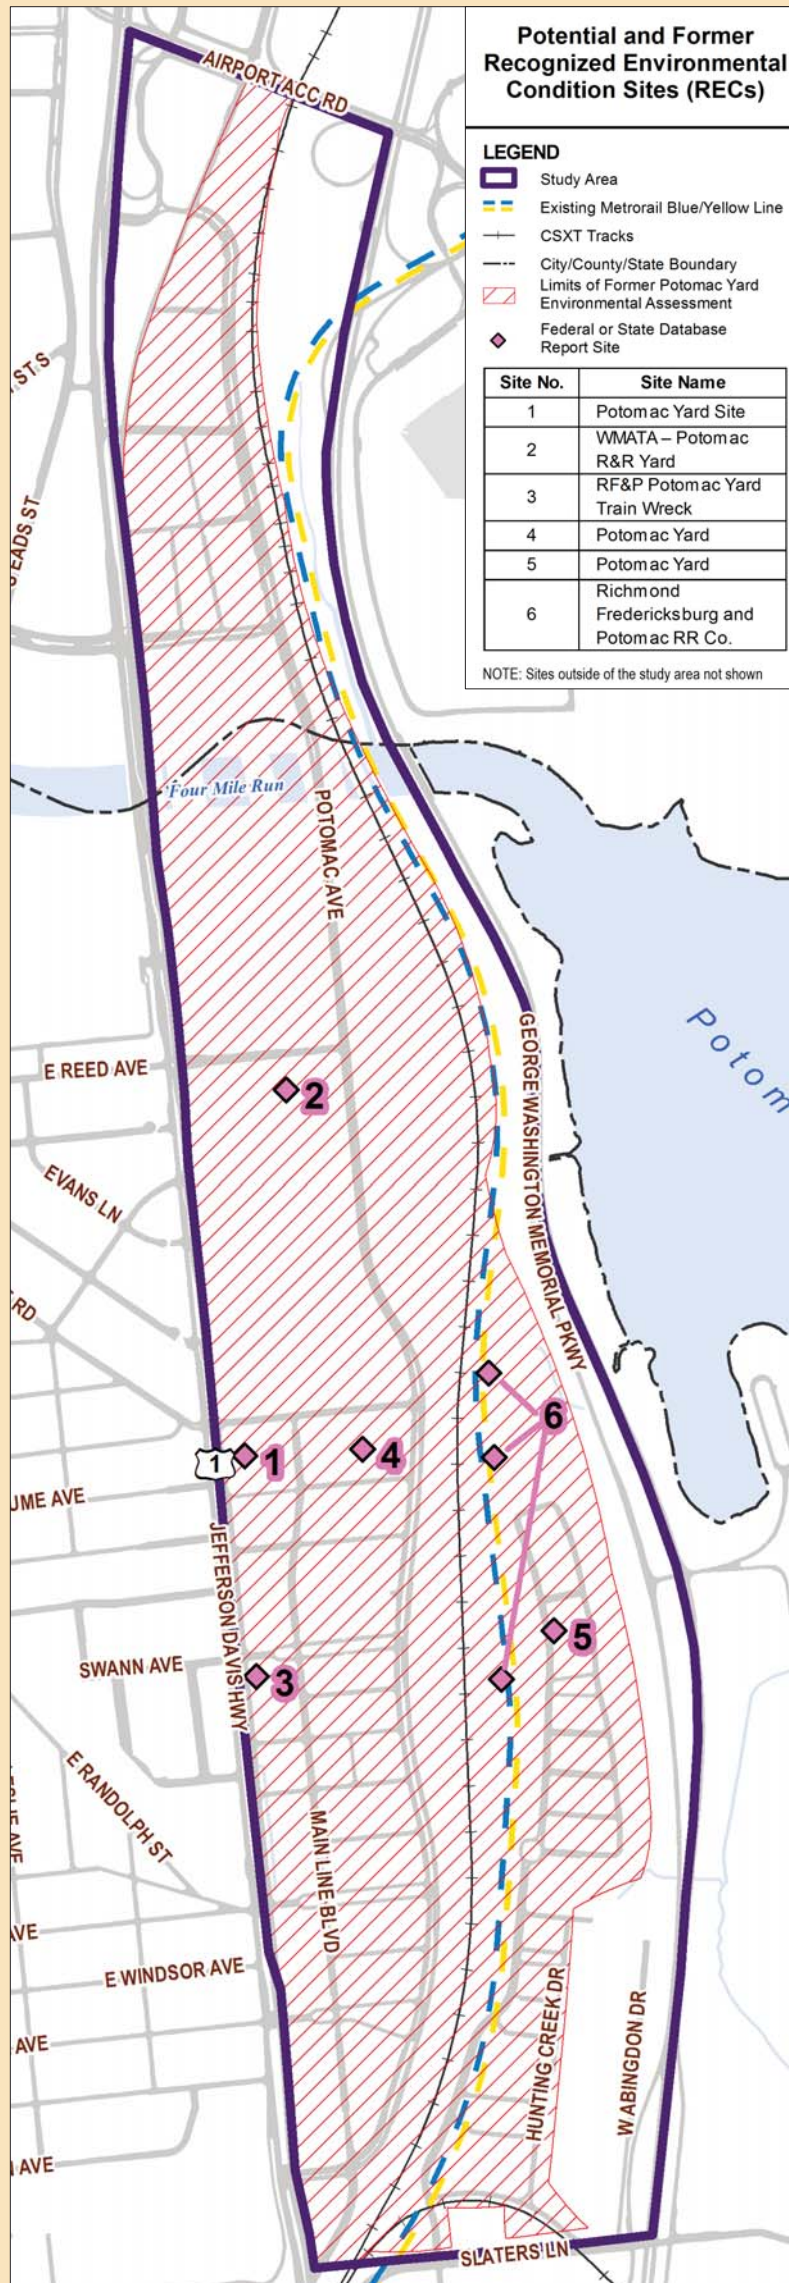 Potential and Former
Recognized Environmental
Condition Sites (RECs)
LEGEND
Study Area
Existing Metrorail Blue/Yellow Line
CSXT Tracks
City/County/State Boundary
Limits of Former Potomac Yard
Environmental Assessment
Federal or State Database
Report Site
Site No. Site Name
1 Potomac Yard Site
2 WMATA – Potomac
R&R Yard
3 RF&P Potomac Yard
Train Wreck
4 Potomac Yard
5 Potomac Yard
6 Richmond
Fredericksburg and
Potomac RR Co.
NOTE: Sites outside of the study area not shown
AIRPORT ACC RD
ST S
EADS ST
Four Mile Run
POTOMAC AVE
Potom
GEORGE WASHINGTON MEMORIAL PKWY
E REED AVE
2
EVANS LN
RD
6
1
1
4
UME AVE
JEFFERSON DAVIS HWY
5
SWANN AVE
3
E RANDOLPH ST
LESLIE AVE
MAIN LINE BLVD
AVE
E WINDSOR AVE
HUNTING CREEK DR
W ABINGDON DR
AVE
AVE
SLATERS LN